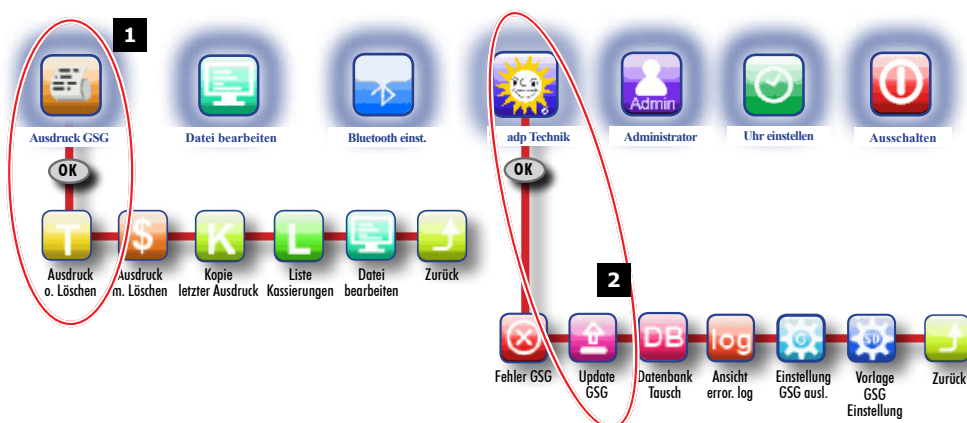 1
Admin
Ausdruck GSG
Datei bearbeiten
Bluetooth einst.
adp Technik
Administrator
Uhr einstellen
Ausschalten
OK
OK
T
$
K
L
Ausdruck
o. Löschen
Ausdruck
m. Löschen
Kopie
letzter Ausdruck
Liste
Kassierungen
Datei
bearbeiten
Zurück
2
DB
log
G
SD
Fehler GSG
Update
GSG
Datenbank
Tausch
Ansicht
error. log
Einstellung
GSG ausl.
Vorlage
GSG
Einstellung
Zurück